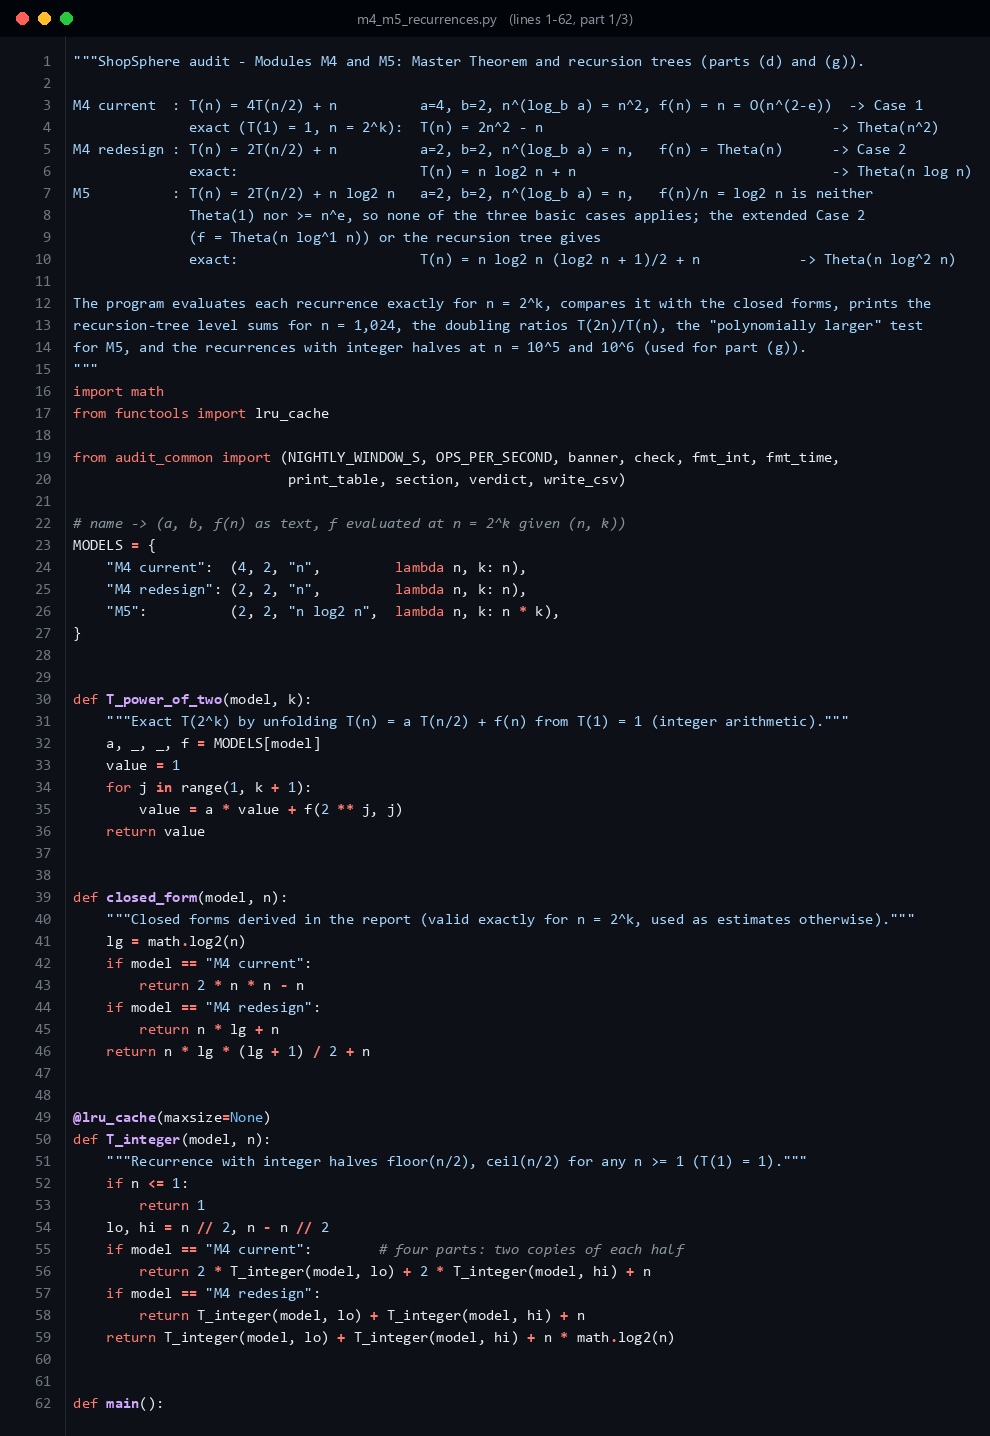 m4_m5_recurrences.py   (lines 1-62, part 1/3)
1 """ShopSphere audit - Modules M4 and M5: Master Theorem and recursion trees (parts (d) and (g)).
2
3 M4 current  : T(n) = 4T(n/2) + n          a=4, b=2, n^(log_b a) = n^2, f(n) = n = O(n^(2-e))  -> Case 1
4               exact (T(1) = 1, n = 2^k):  T(n) = 2n^2 - n                                   -> Theta(n^2)
5 M4 redesign : T(n) = 2T(n/2) + n          a=2, b=2, n^(log_b a) = n,   f(n) = Theta(n)      -> Case 2
6               exact:                      T(n) = n log2 n + n                               -> Theta(n log n)
7 M5          : T(n) = 2T(n/2) + n log2 n   a=2, b=2, n^(log_b a) = n,   f(n)/n = log2 n is neither
8               Theta(1) nor >= n^e, so none of the three basic cases applies; the extended Case 2
9               (f = Theta(n log^1 n)) or the recursion tree gives
10               exact:                      T(n) = n log2 n (log2 n + 1)/2 + n            -> Theta(n log^2 n)
11
12 The program evaluates each recurrence exactly for n = 2^k, compares it with the closed forms, prints the
13 recursion-tree level sums for n = 1,024, the doubling ratios T(2n)/T(n), the "polynomially larger" test
14 for M5, and the recurrences with integer halves at n = 10^5 and 10^6 (used for part (g)).
15 """
16 import math
17 from functools import lru_cache
18
19 from audit_common import (NIGHTLY_WINDOW_S, OPS_PER_SECOND, banner, check, fmt_int, fmt_time,
20                           print_table, section, verdict, write_csv)
21
22 # name -> (a, b, f(n) as text, f evaluated at n = 2^k given (n, k))
23 MODELS = {
24     "M4 current":  (4, 2, "n",         lambda n, k: n),
25     "M4 redesign": (2, 2, "n",         lambda n, k: n),
26     "M5":          (2, 2, "n log2 n",  lambda n, k: n * k),
27 }
28
29
30 def T_power_of_two(model, k):
31     """Exact T(2^k) by unfolding T(n) = a T(n/2) + f(n) from T(1) = 1 (integer arithmetic)."""
32     a, _, _, f = MODELS[model]
33     value = 1
34     for j in range(1, k + 1):
35         value = a * value + f(2 ** j, j)
36     return value
37
38
39 def closed_form(model, n):
40     """Closed forms derived in the report (valid exactly for n = 2^k, used as estimates otherwise)."""
41     lg = math.log2(n)
42     if model == "M4 current":
43         return 2 * n * n - n
44     if model == "M4 redesign":
45         return n * lg + n
46     return n * lg * (lg + 1) / 2 + n
47
48
49 @lru_cache(maxsize=None)
50 def T_integer(model, n):
51     """Recurrence with integer halves floor(n/2), ceil(n/2) for any n >= 1 (T(1) = 1)."""
52     if n <= 1:
53         return 1
54     lo, hi = n // 2, n - n // 2
55     if model == "M4 current":        # four parts: two copies of each half
56         return 2 * T_integer(model, lo) + 2 * T_integer(model, hi) + n
57     if model == "M4 redesign":
58         return T_integer(model, lo) + T_integer(model, hi) + n
59     return T_integer(model, lo) + T_integer(model, hi) + n * math.log2(n)
60
61
62 def main():